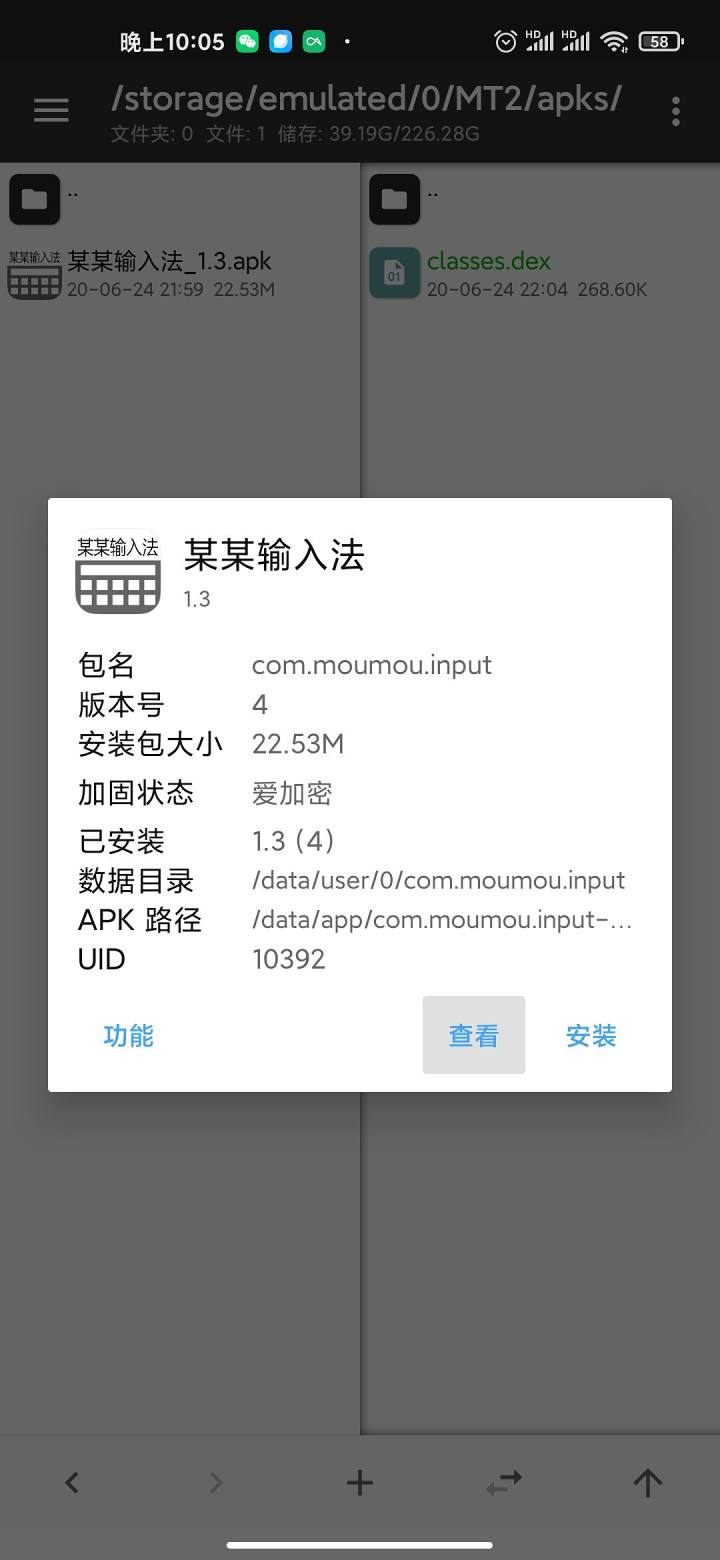 晚上10:05
HD
HD
58
/storage/emulated/0/MT2/apks/
文件夹: 0 文件: 1 储存: 39.19G/226.28G
..
..
某某输入法
某某输入法_1.3.apk
20-06-24 21:59 22.53M
classes.dex
01
20-06-24 22:04 268.60K
某某输入法
某某输入法
1.3
包名 com.moumou.input
版本号 4
安装包大小 22.53M
加固状态 爱加密
已安装 1.3 (4)
数据目录 /data/user/0/com.moumou.input
APK 路径 /data/app/com.moumou.input-...
UID 10392
功能
查看
安装